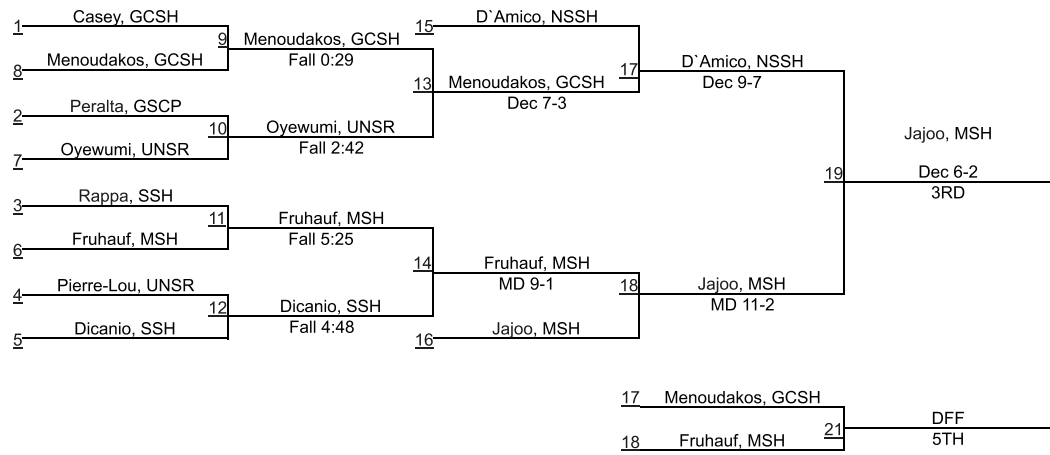 1
Casey, GCSH
8
Menoudakos, GCSH
9
Menoudakos, GCSH
Fall 0:29
2
Peralta, GSCP
7
Oyewumi, UNSR
10
Oyewumi, UNSR
Fall 2:42
3
Rappa, SSH
6
Fruhauf, MSH
11
Fruhauf, MSH
Fall 5:25
4
Pierre-Lou, UNSR
5
Dicanio, SSH
12
Dicanio, SSH
Fall 4:48
15
D`Amico, NSSH
13
Menoudakos, GCSH
Dec 7-3
14
Fruhauf, MSH
MD 9-1
16
Jajoo, MSH
17
D`Amico, NSSH
Dec 9-7
18
Jajoo, MSH
MD 11-2
19
Jajoo, MSH
Dec 6-2
3RD
17
Menoudakos, GCSH
18
Fruhauf, MSH
21
DFF
5TH